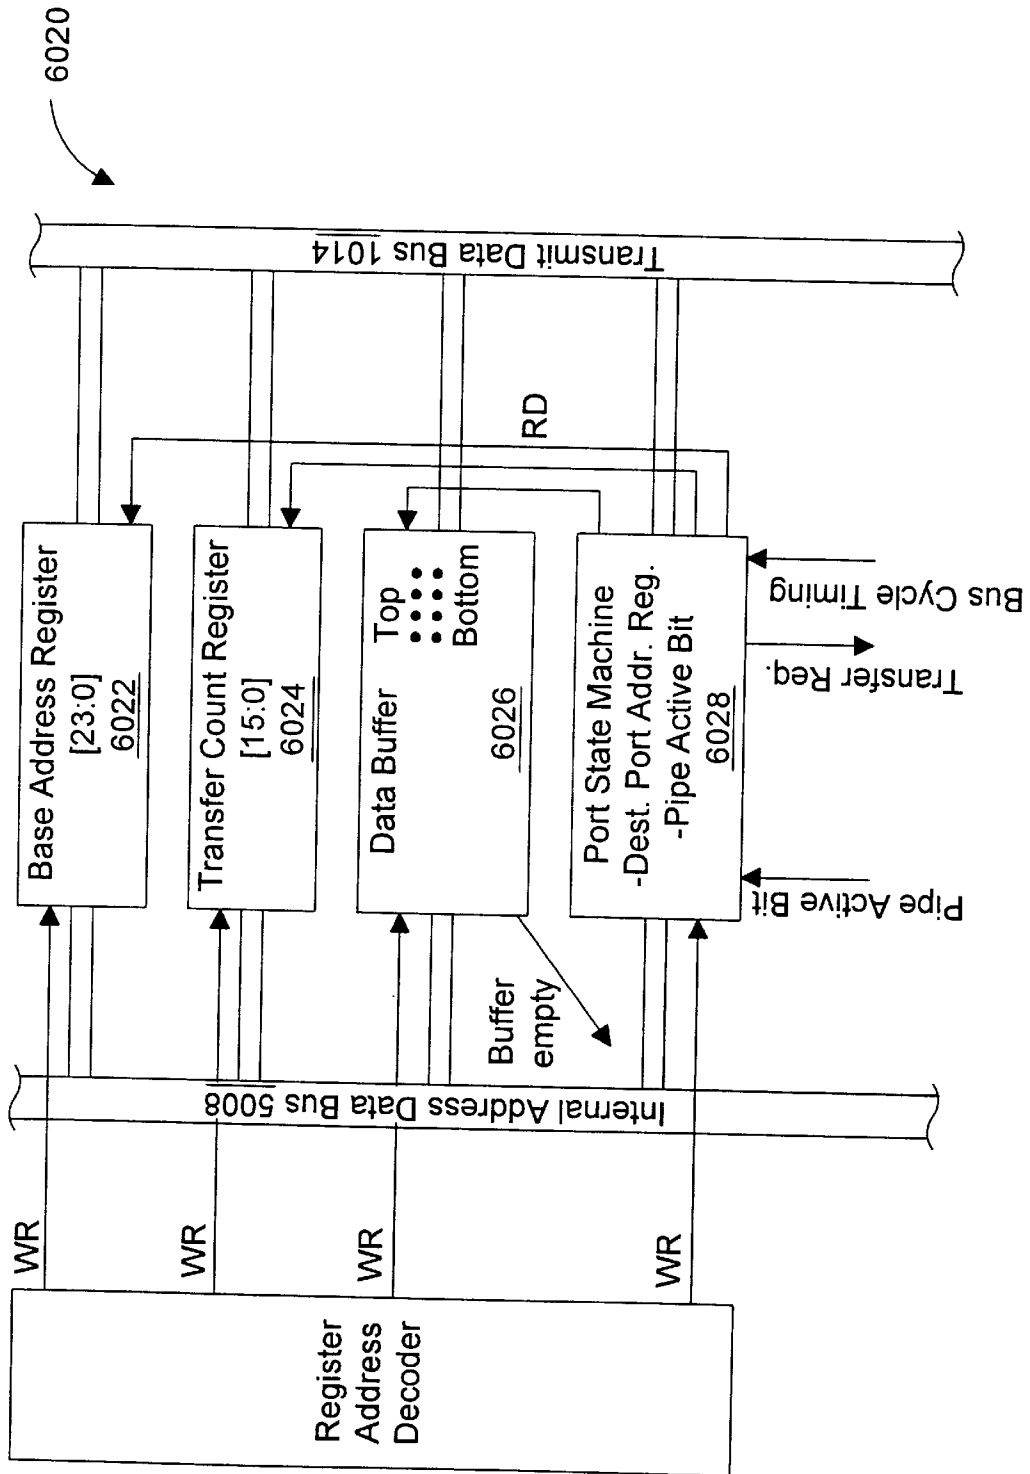 6020
Base Address Register
[23:0]
6022
Transfer Count Register
[15:0]
6024
Data Buffer
Top
Bottom
6026
Port State Machine
-Dest. Port Addr. Reg.
-Pipe Active Bit
6028
RD
Transmit Data Bus 1014
Internal Address Data Bus 5008
Buffer
empty
Pipe Active Bit
Transfer Req.
Bus Cycle Timing
WR
WR
WR
WR
Register
Address
Decoder